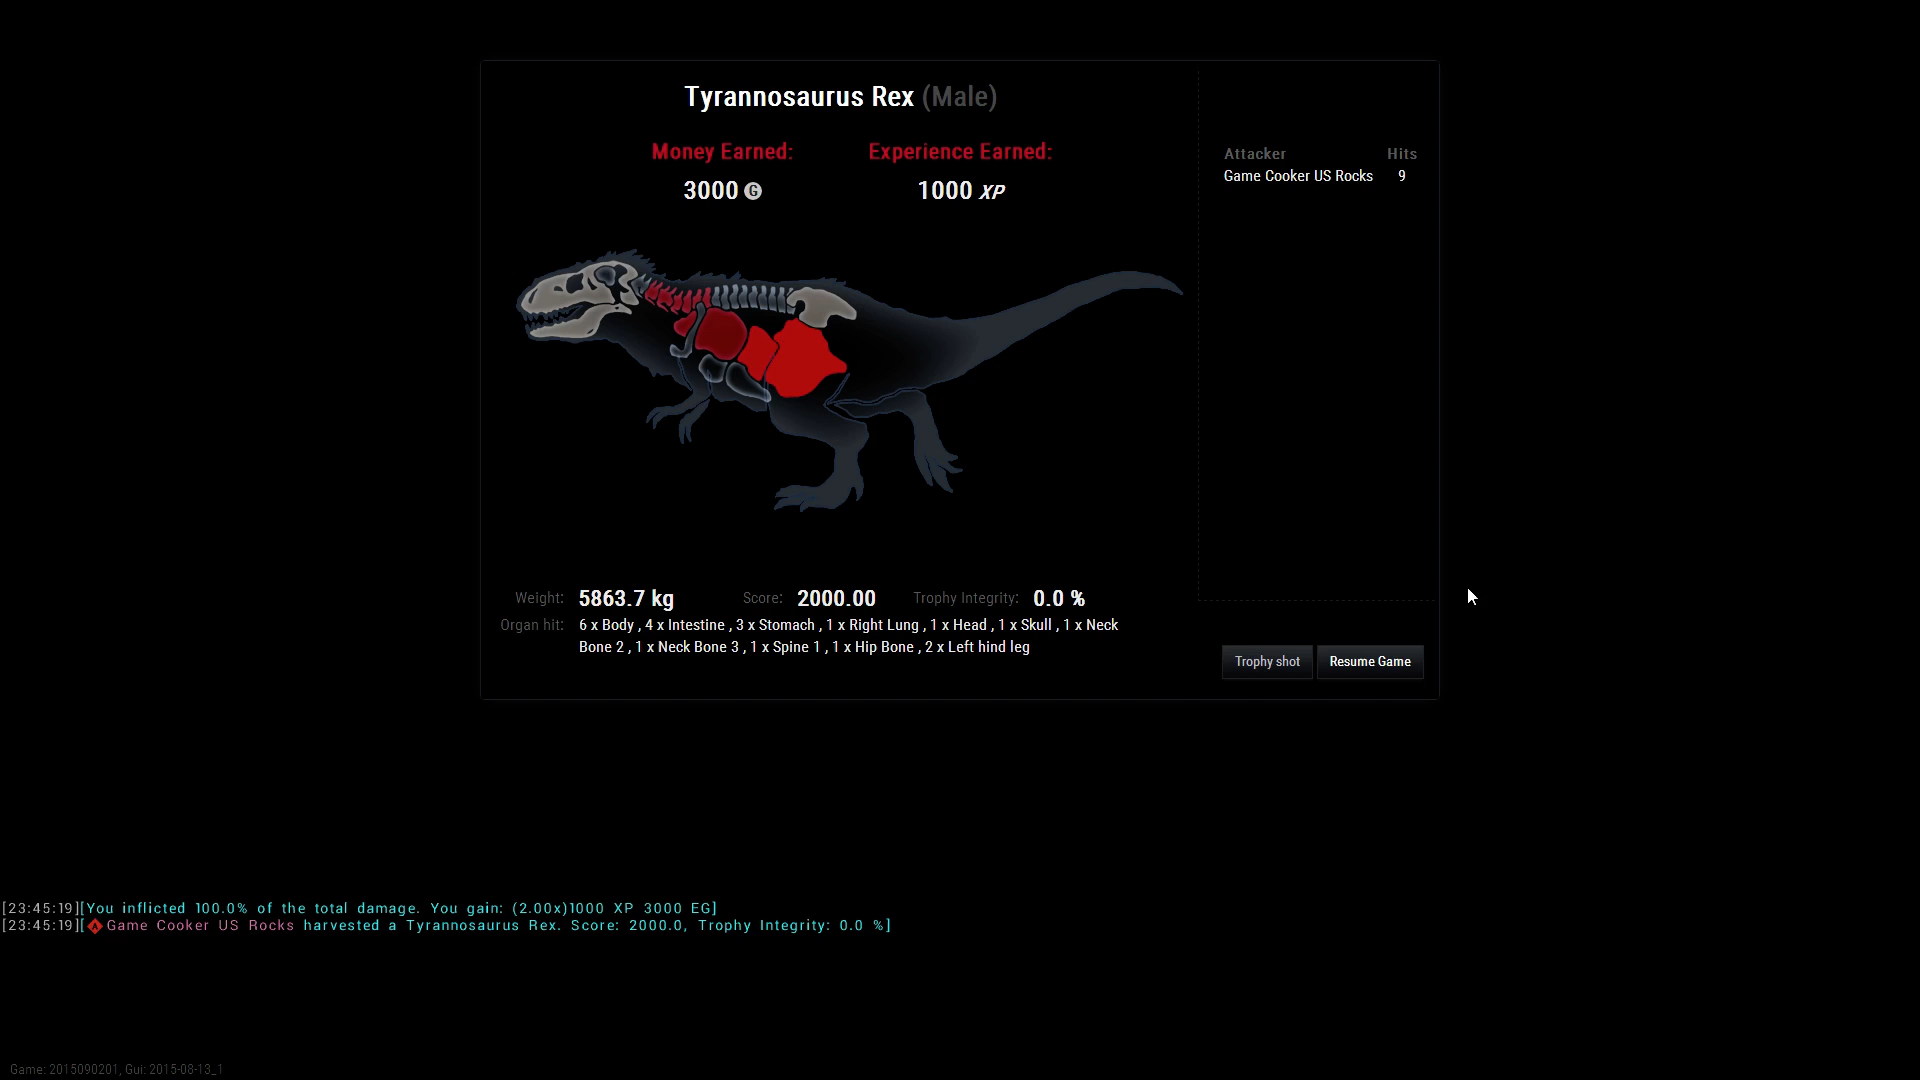 Tyrannosaurus Rex (Male)
Money Earned: Experience Earned:
3000 G 1000 XP
Attacker Hits
Game Cooker US Rocks 9
Weight: 5863.7 kg Score: 2000.00 Trophy Integrity: 0.0 %
Organ hit: 6 x Body , 4 x Intestine , 3 x Stomach , 1 x Right Lung , 1 x Head , 1 x Skull , 1 x Neck
Bone 2 , 1 x Neck Bone 3 , 1 x Spine 1 , 1 x Hip Bone , 2 x Left hind leg
Trophy shot Resume Game
[23:45:19][You inflicted 100.0% of the total damage. You gain: (2.00x)1000 XP 3000 EG]
[23:45:19][ Game Cooker US Rocks harvested a Tyrannosaurus Rex. Score: 2000.0, Trophy Integrity: 0.0 %]
Game: 2015090201, Gui: 2015-08-13_1